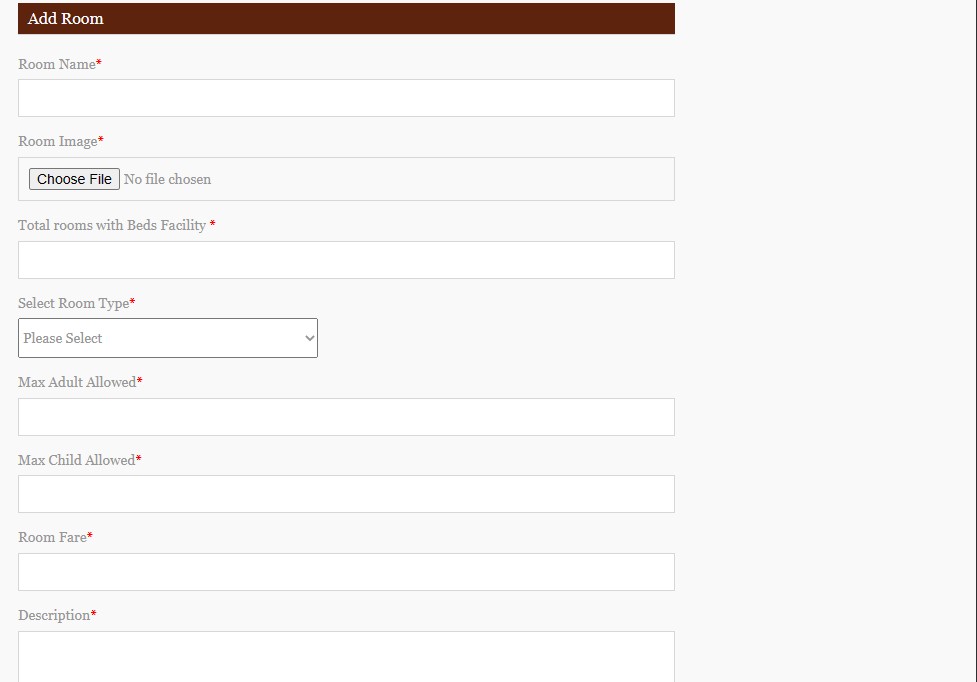 Add Room
Room Name*
Room Image*
Choose File No file chosen
Total rooms with Beds Facility *
Select Room Type*
Please Select
Max Adult Allowed*
Max Child Allowed*
Room Fare*
Description*